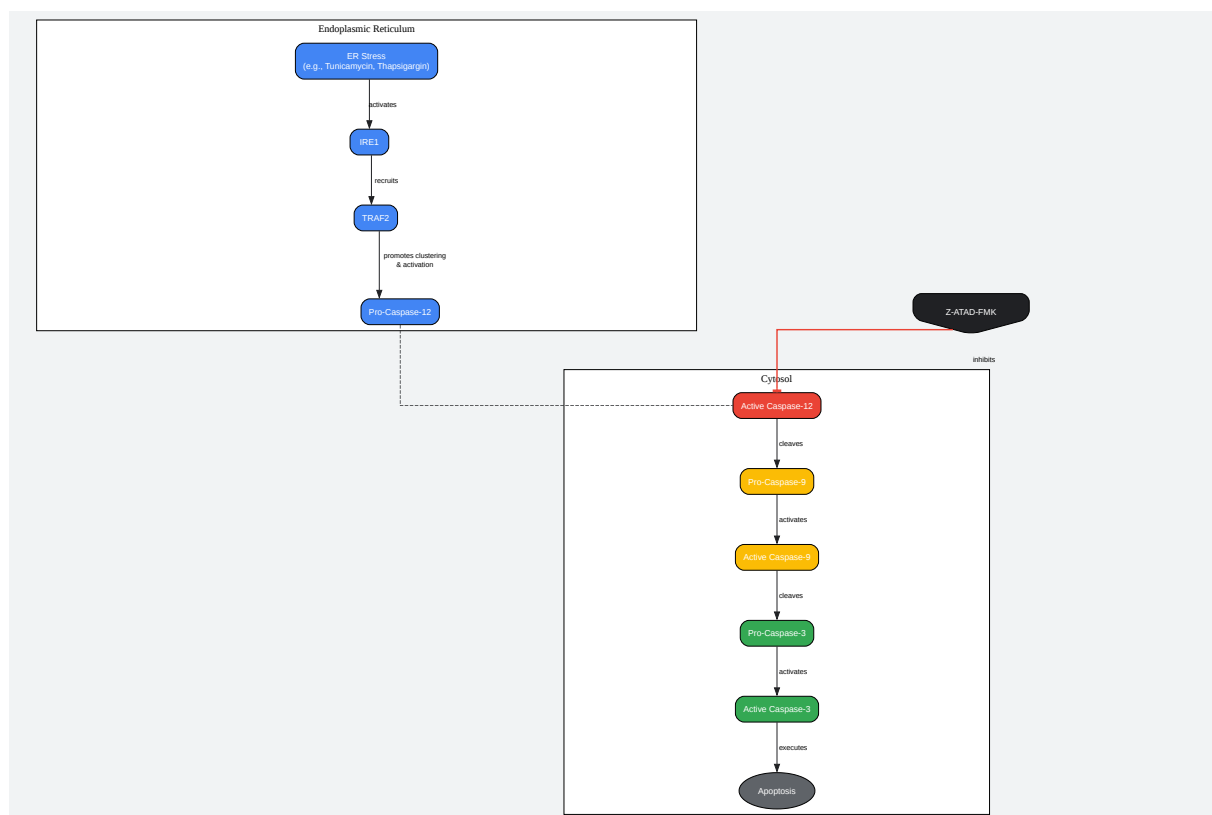 Endoplasmic Reticulum
ER Stress
(e.g., Tunicamycin, Thapsigargin)
activates
IRE1
recruits
TRAF2
promotes clustering
& activation
Pro-Caspase-12
Z-ATAD-FMK
inhibits
Cytosol
Active Caspase-12
cleaves
Pro-Caspase-9
activates
Active Caspase-9
cleaves
Pro-Caspase-3
activates
Active Caspase-3
executes
Apoptosis